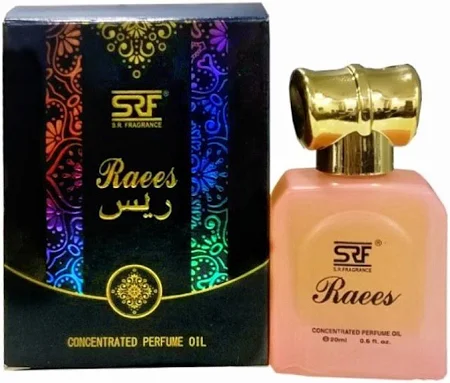 SRF®
S.R. FRAGRANCE
Raees
ريس
CONCENTRATED PERFUME OIL
SRF®
S.R.FRAGRANCE
Raees
CONCENTRATED PERFUME OIL
℮20ml 0.6 fl. oz.